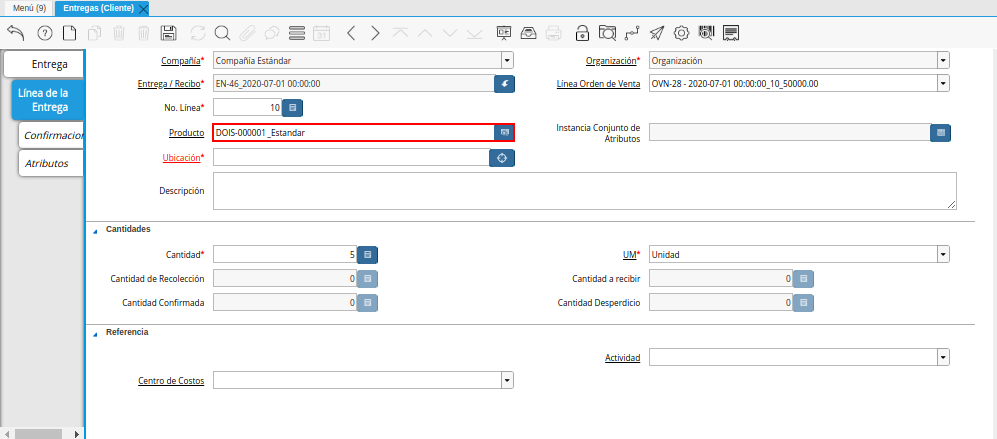 Menú (9)
Entregas (Cliente)
Entrega
Línea de la
Entrega
Confirmacior
Atributos
Compañía*
Compañía Estándar
Organización*
Organización
Entrega / Recibo*
EN-46_2020-07-01 00:00:00
Línea Orden de Venta
OVN-28 - 2020-07-01 00:00:00_10_50000.00
No. Línea*
10
Producto
DOIS-000001_Estandar
Instancia Conjunto de
Atributos
Ubicación*
Descripción
Cantidades
Cantidad*
5
UM*
Unidad
Cantidad de Recolección
0
Cantidad a recibir
0
Cantidad Confirmada
0
Cantidad Desperdicio
0
Referencia
Actividad
Centro de Costos